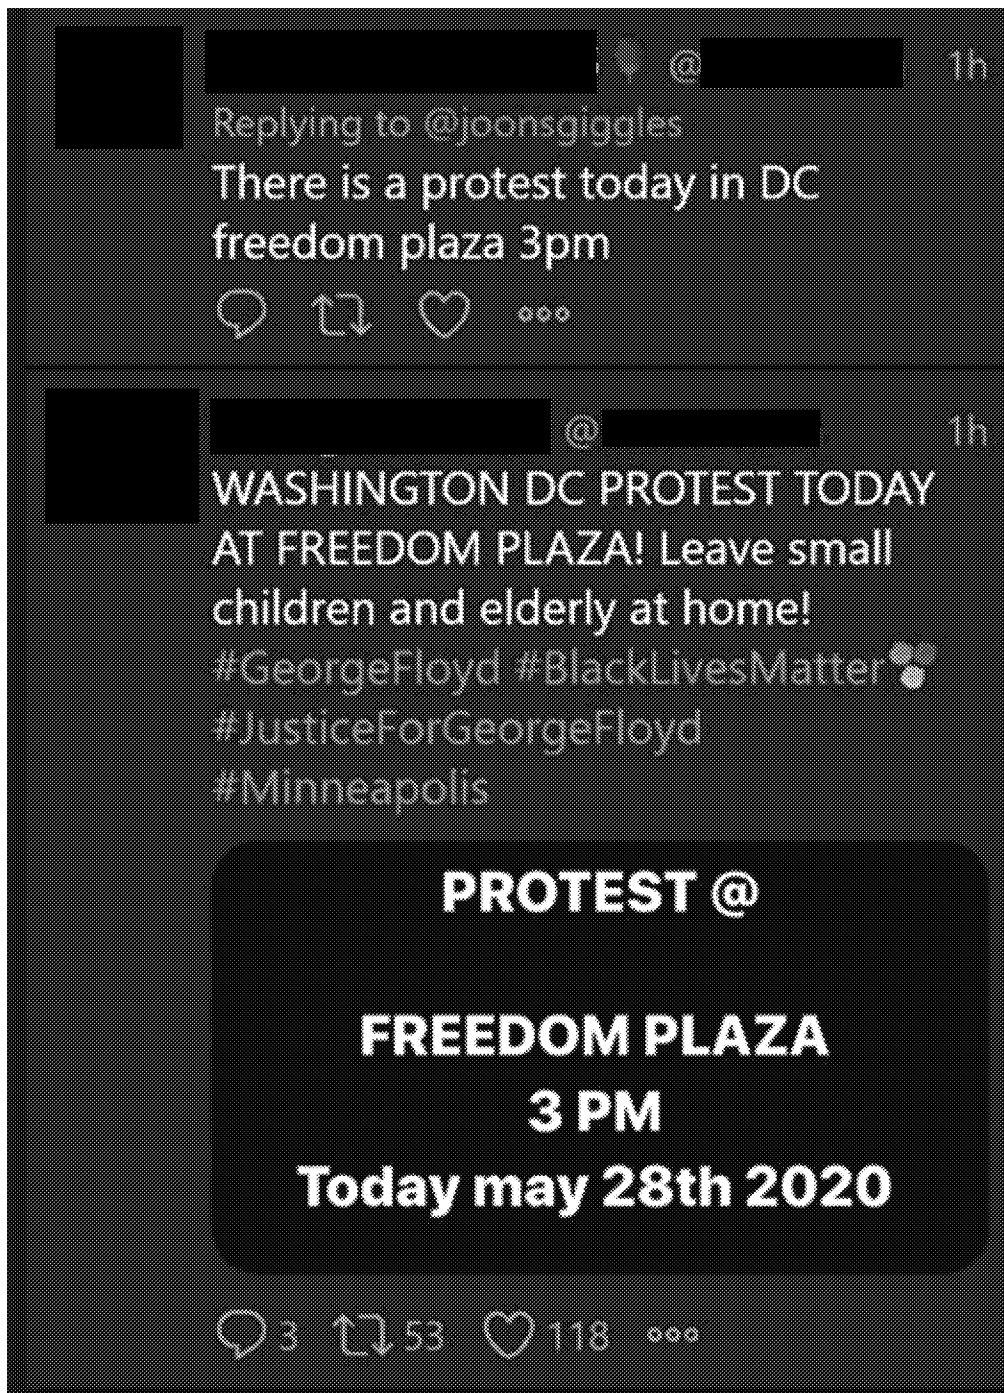 @ 1h
Replying to @joonsgiggles
There is a protest today in DC
freedom plaza 3pm
@ 1h
WASHINGTON DC PROTEST TODAY
AT FREEDOM PLAZA! Leave small
children and elderly at home!
#GeorgeFloyd #BlackLivesMatter
#JusticeForGeorgeFloyd
#Minneapolis
PROTEST @
FREEDOM PLAZA
3 PM
Today may 28th 2020
3 53 118